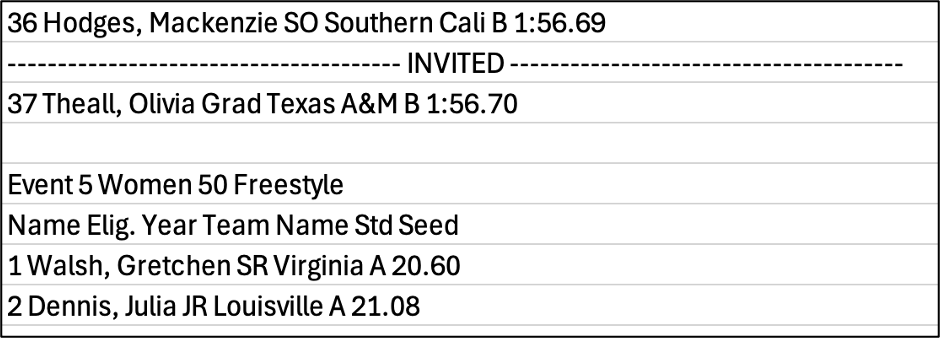 36 Hodges, Mackenzie SO Southern Cali B 1:56.69
--------------------------------------- INVITED ---------------------------------------
37 Theall, Olivia Grad Texas A&M B 1:56.70
Event 5 Women 50 Freestyle
Name Elig. Year Team Name Std Seed
1 Walsh, Gretchen SR Virginia A 20.60
2 Dennis, Julia JR Louisville A 21.08